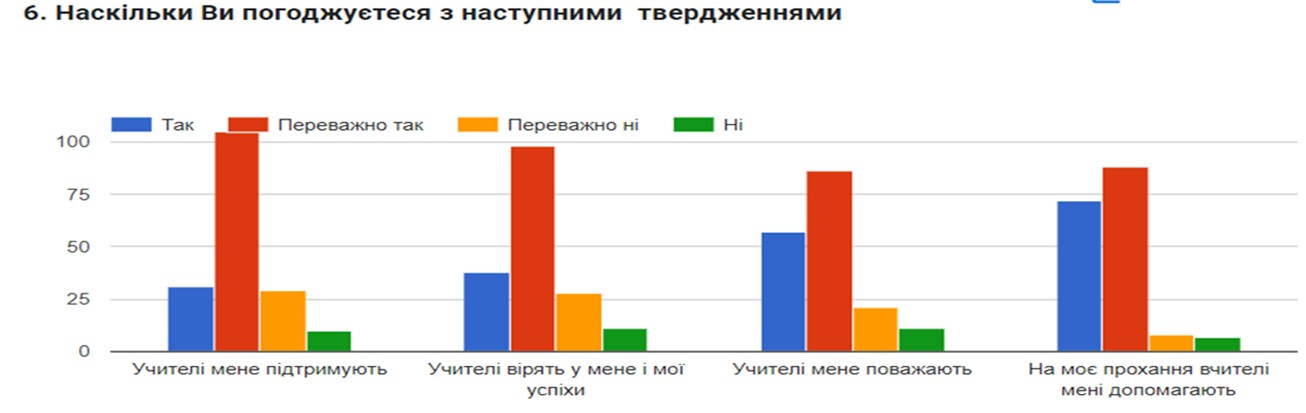 6. Наскільки Ви погоджуєтеся з наступними твердженнями
Так Переважно так Переважно ні Ні
100
75
50
25
0
Учителі мене підтримують Учителі вірять у мене і мої Учителі мене поважають На моє прохання вчителі
успіхи мені допомагають